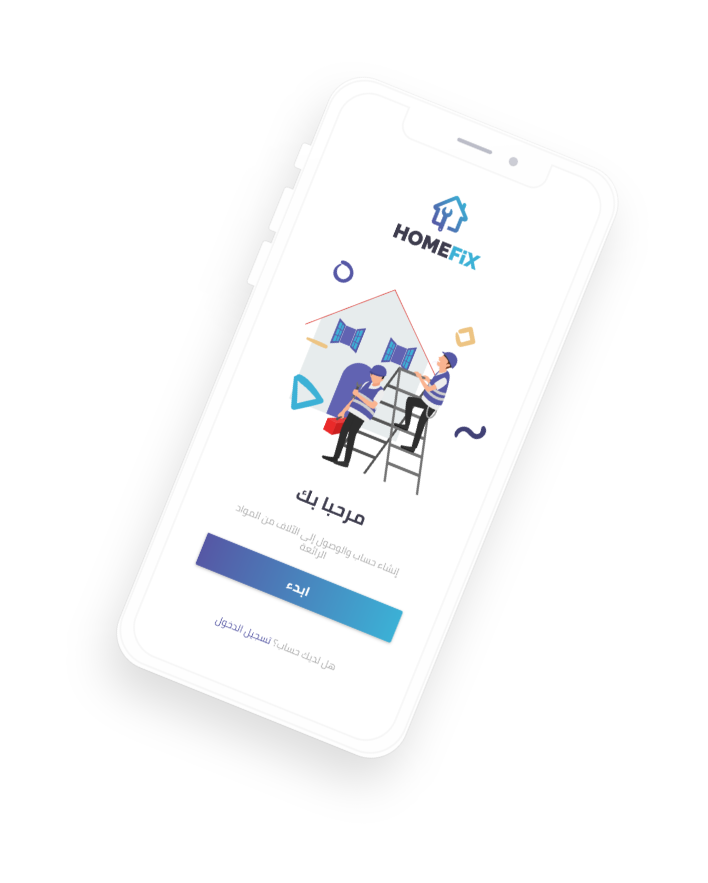 HOMEFiX
مرحبا بك
إنشاء حساب والوصول إلى الآلاف من المواد
الرائعة
ابدء
هل لديك حساب؟ تسجيل الدخول